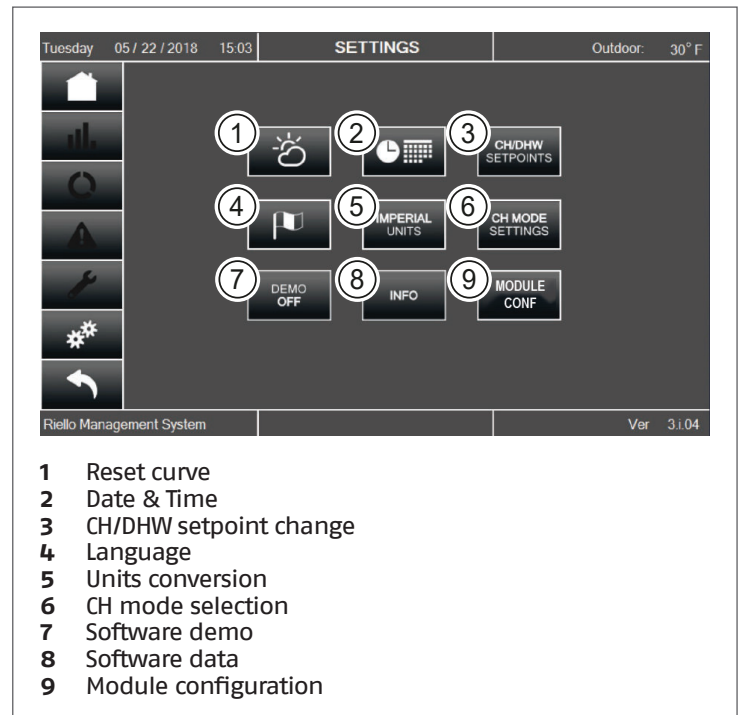 Tuesday 05 / 22 / 2018 15:03 SETTINGS Outdoor: 30° F
1 2 3 CH/DHW
SETPOINTS
4 5 IMPERIAL
UNITS
6 CH MODE
SETTINGS
7 DEMO
OFF
8 INFO
9 MODULE
CONF
Riello Management System Ver 3.i.04
1 Reset curve
2 Date & Time
3 CH/DHW setpoint change
4 Language
5 Units conversion
6 CH mode selection
7 Software demo
8 Software data
9 Module configuration